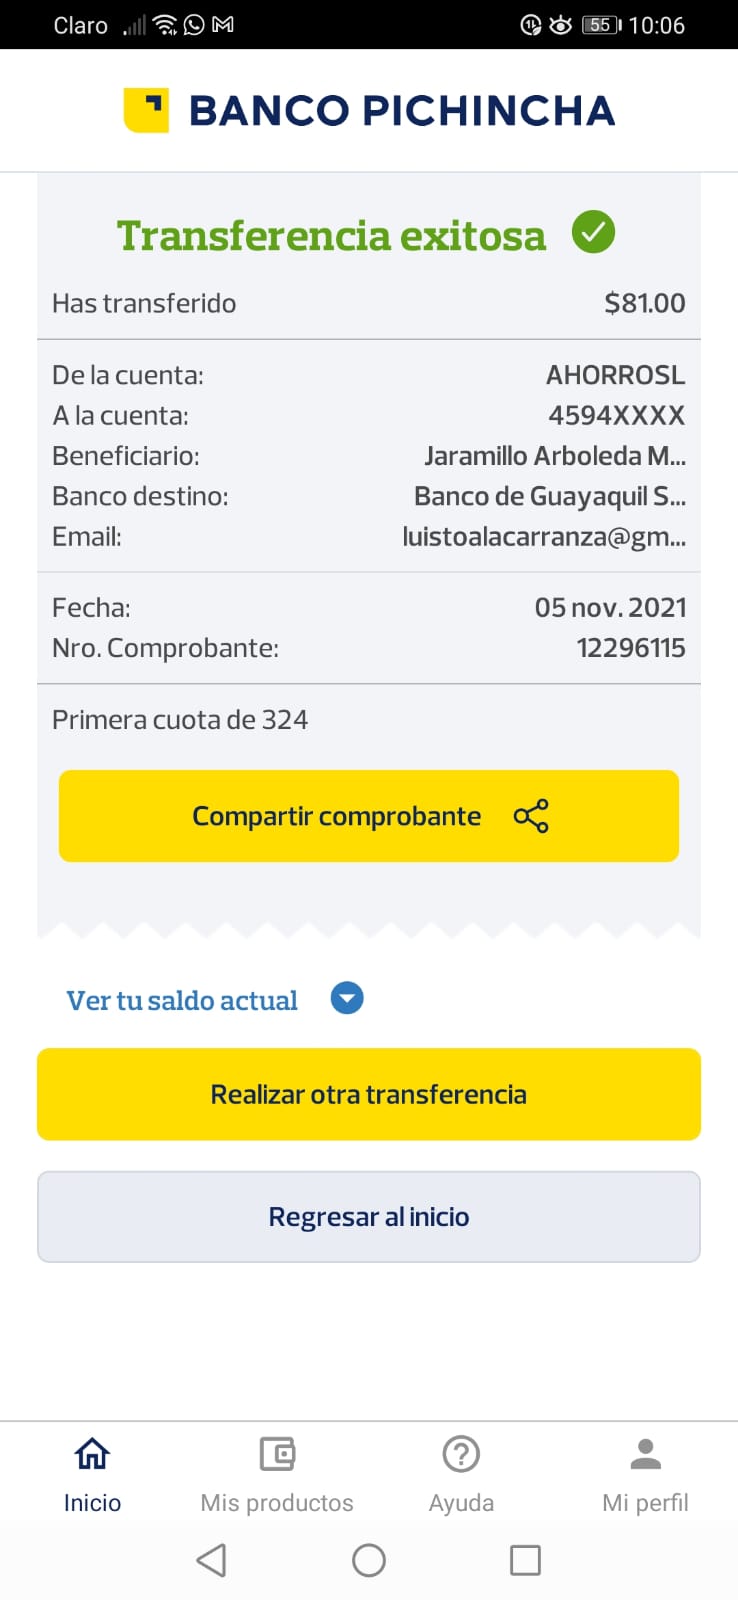 Claro 55 10:06
BANCO PICHINCHA
Transferencia exitosa
Has transferido $81.00
De la cuenta: AHORROSL
A la cuenta: 4594XXXX
Beneficiario: Jaramillo Arboleda M...
Banco destino: Banco de Guayaquil S...
Email: luistoalacarranza@gm...
Fecha: 05 nov. 2021
Nro. Comprobante: 12296115
Primera cuota de 324
Compartir comprobante
Ver tu saldo actual
Realizar otra transferencia
Regresar al inicio
Inicio Mis productos Ayuda Mi perfil